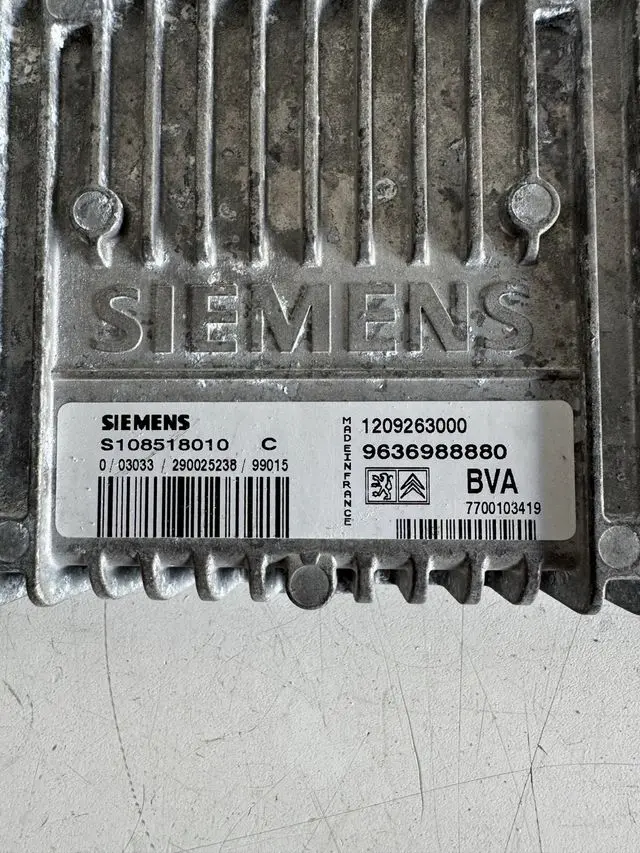 SIEMENS
SIEMENS
S108518010 C
0 / 03033 / 290025238 / 99015
MADE IN FRANCE
1209263000
9636988880
BVA
7700103419